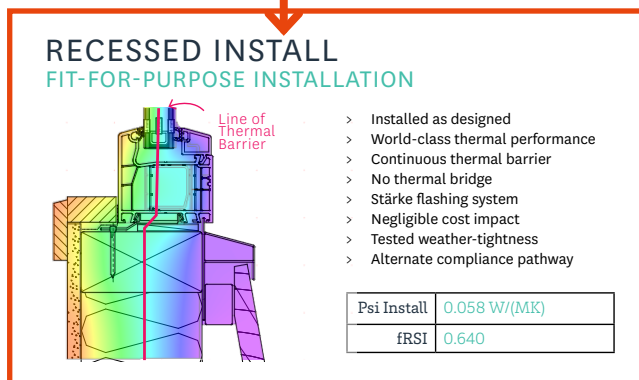 RECESSED INSTALL
FIT-FOR-PURPOSE INSTALLATION
Line of
Thermal
Barrier
> Installed as designed
> World-class thermal performance
> Continuous thermal barrier
> No thermal bridge
> Stärke flashing system
> Negligible cost impact
> Tested weather-tightness
> Alternate compliance pathway
Psi Install 0.058 W/(MK)
fRSI 0.640